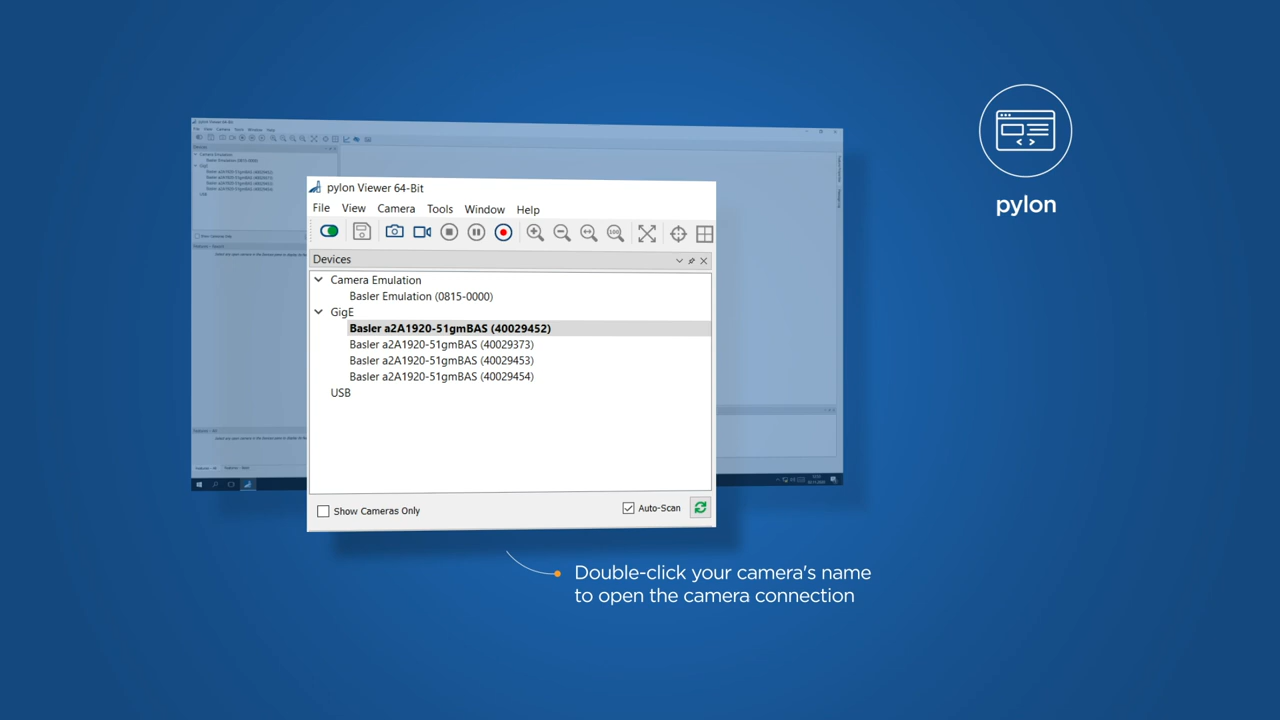 pylon
pylon Viewer 64-Bit
File View Camera Tools Window Help
100
Devices
Camera Emulation
Basler Emulation (0815-0000)
GigE
Basler a2A1920-51gmBAS (40029452)
Basler a2A1920-51gmBAS (40029373)
Basler a2A1920-51gmBAS (40029453)
Basler a2A1920-51gmBAS (40029454)
USB
Show Cameras Only
Auto-Scan
Double-click your camera's name
to open the camera connection